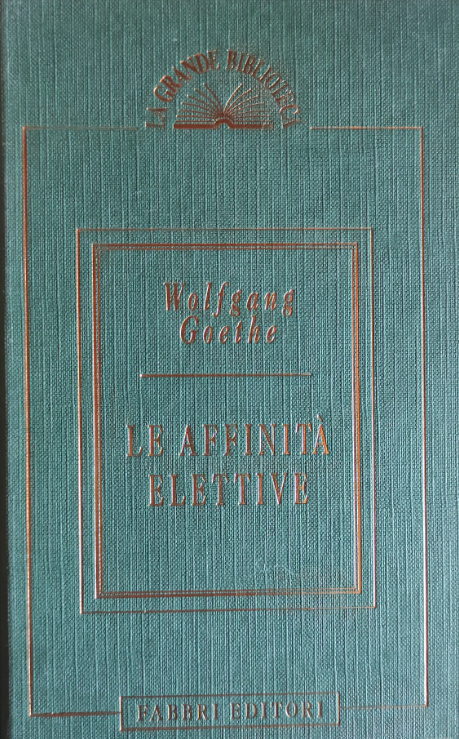 LA GRANDE BIBLIOTECA
Wolfgang
Goethe
LE AFFINITÀ
ELETTIVE
FABBRI EDITORI